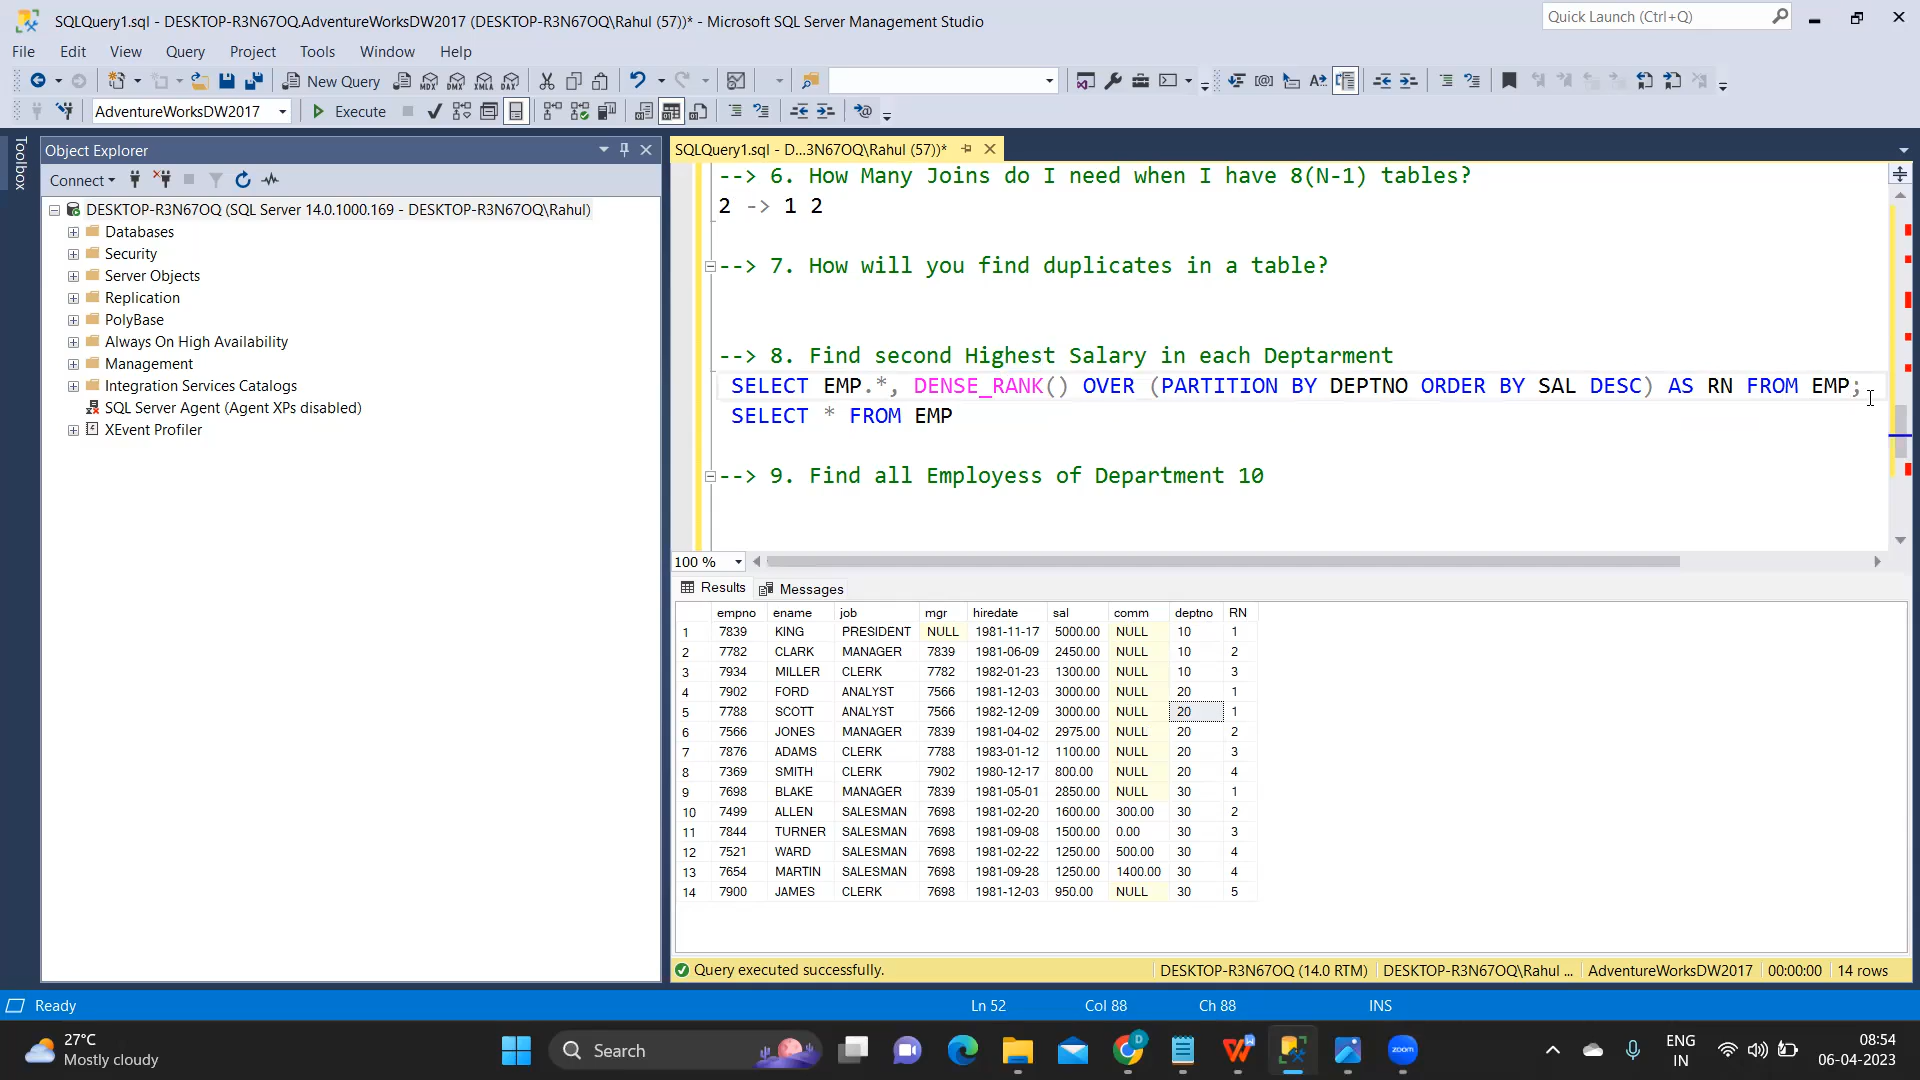 SQLQuery1.sql - DESKTOP-R3N67OQ.AdventureWorksDW2017 (DESKTOP-R3N67OQ\Rahul (57))* - Microsoft SQL Server Management Studio
Quick Launch (Ctrl+Q)
File Edit View Query Project Tools Window Help
New Query
MDX DMX XMLA DAX
AdventureWorksDW2017
Execute
Toolbox
Object Explorer
Connect
DESKTOP-R3N67OQ (SQL Server 14.0.1000.169 - DESKTOP-R3N67OQ\Rahul)
Databases
Security
Server Objects
Replication
PolyBase
Always On High Availability
Management
Integration Services Catalogs
SQL Server Agent (Agent XPs disabled)
XEvent Profiler
SQLQuery1.sql - D...3N67OQ\Rahul (57))*
--> 6. How Many Joins do I need when I have 8(N-1) tables?
2 -> 1 2
--> 7. How will you find duplicates in a table?
--> 8. Find second Highest Salary in each Deptarment
SELECT EMP.*, DENSE_RANK() OVER (PARTITION BY DEPTNO ORDER BY SAL DESC) AS RN FROM EMP;
SELECT * FROM EMP
--> 9. Find all Employess of Department 10
100 %
Results Messages
empno ename job mgr hiredate sal comm deptno RN
1 7839 KING PRESIDENT NULL 1981-11-17 5000.00 NULL 10 1
2 7782 CLARK MANAGER 7839 1981-06-09 2450.00 NULL 10 2
3 7934 MILLER CLERK 7782 1982-01-23 1300.00 NULL 10 3
4 7902 FORD ANALYST 7566 1981-12-03 3000.00 NULL 20 1
5 7788 SCOTT ANALYST 7566 1982-12-09 3000.00 NULL 20 1
6 7566 JONES MANAGER 7839 1981-04-02 2975.00 NULL 20 2
7 7876 ADAMS CLERK 7788 1983-01-12 1100.00 NULL 20 3
8 7369 SMITH CLERK 7902 1980-12-17 800.00 NULL 20 4
9 7698 BLAKE MANAGER 7839 1981-05-01 2850.00 NULL 30 1
10 7499 ALLEN SALESMAN 7698 1981-02-20 1600.00 300.00 30 2
11 7844 TURNER SALESMAN 7698 1981-09-08 1500.00 0.00 30 3
12 7521 WARD SALESMAN 7698 1981-02-22 1250.00 500.00 30 4
13 7654 MARTIN SALESMAN 7698 1981-09-28 1250.00 1400.00 30 4
14 7900 JAMES CLERK 7698 1981-12-03 950.00 NULL 30 5
Query executed successfully.
DESKTOP-R3N67OQ (14.0 RTM) DESKTOP-R3N67OQ\Rahul ... AdventureWorksDW2017 00:00:00 14 rows
Ready
Ln 52 Col 88 Ch 88 INS
27°C
Mostly cloudy
Search
zoom
ENG
IN
08:54
06-04-2023